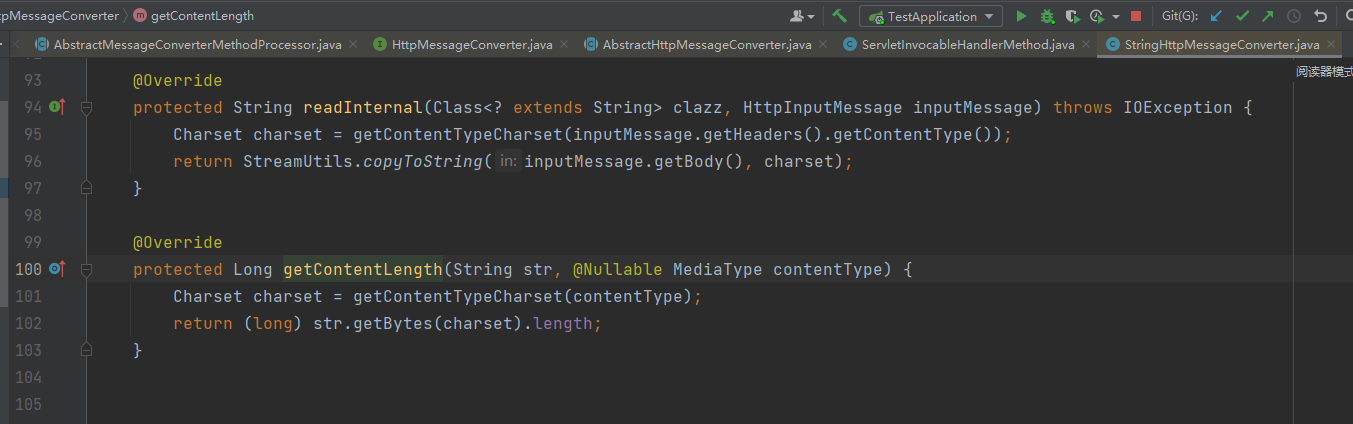 tpMessageConverter getContentLength TestApplication Git(G):
AbstractMessageConverterMethodProcessor.java HttpMessageConverter.java AbstractHttpMessageConverter.java ServletInvocableHandlerMethod.java StringHttpMessageConverter.java
阅读器模式
93 @Override
94 protected String readInternal(Class<? extends String> clazz, HttpInputMessage inputMessage) throws IOException {
95 Charset charset = getContentTypeCharset(inputMessage.getHeaders().getContentType());
96 return StreamUtils.copyToString( in: inputMessage.getBody(), charset);
97 }
98
99 @Override
100 protected Long getContentLength(String str, @Nullable MediaType contentType) {
101 Charset charset = getContentTypeCharset(contentType);
102 return (long) str.getBytes(charset).length;
103 }
104
105